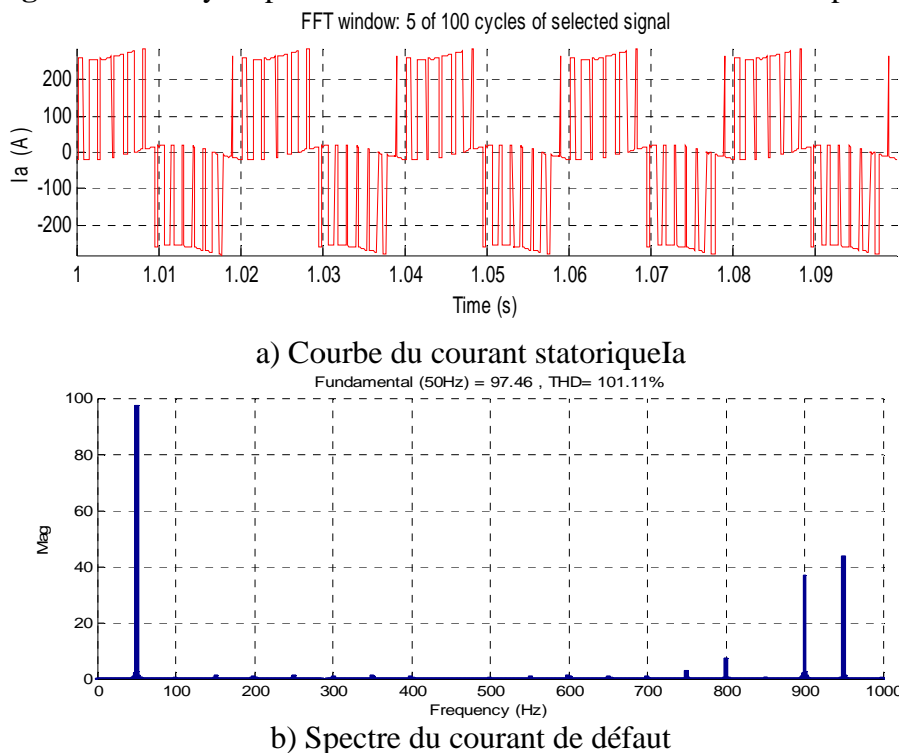 FFT window: 5 of 100 cycles of selected signal
200
100
0
-100
-200
Ia (A)
1 1.01 1.02 1.03 1.04 1.05 1.06 1.07 1.08 1.09
Time (s)
a) Courbe du courant statoriqueIa
Fundamental (50Hz) = 97.46 , THD= 101.11%
100
80
60
40
20
0
Mag
0 100 200 300 400 500 600 700 800 900 1000
Frequency (Hz)
b) Spectre du courant de défaut